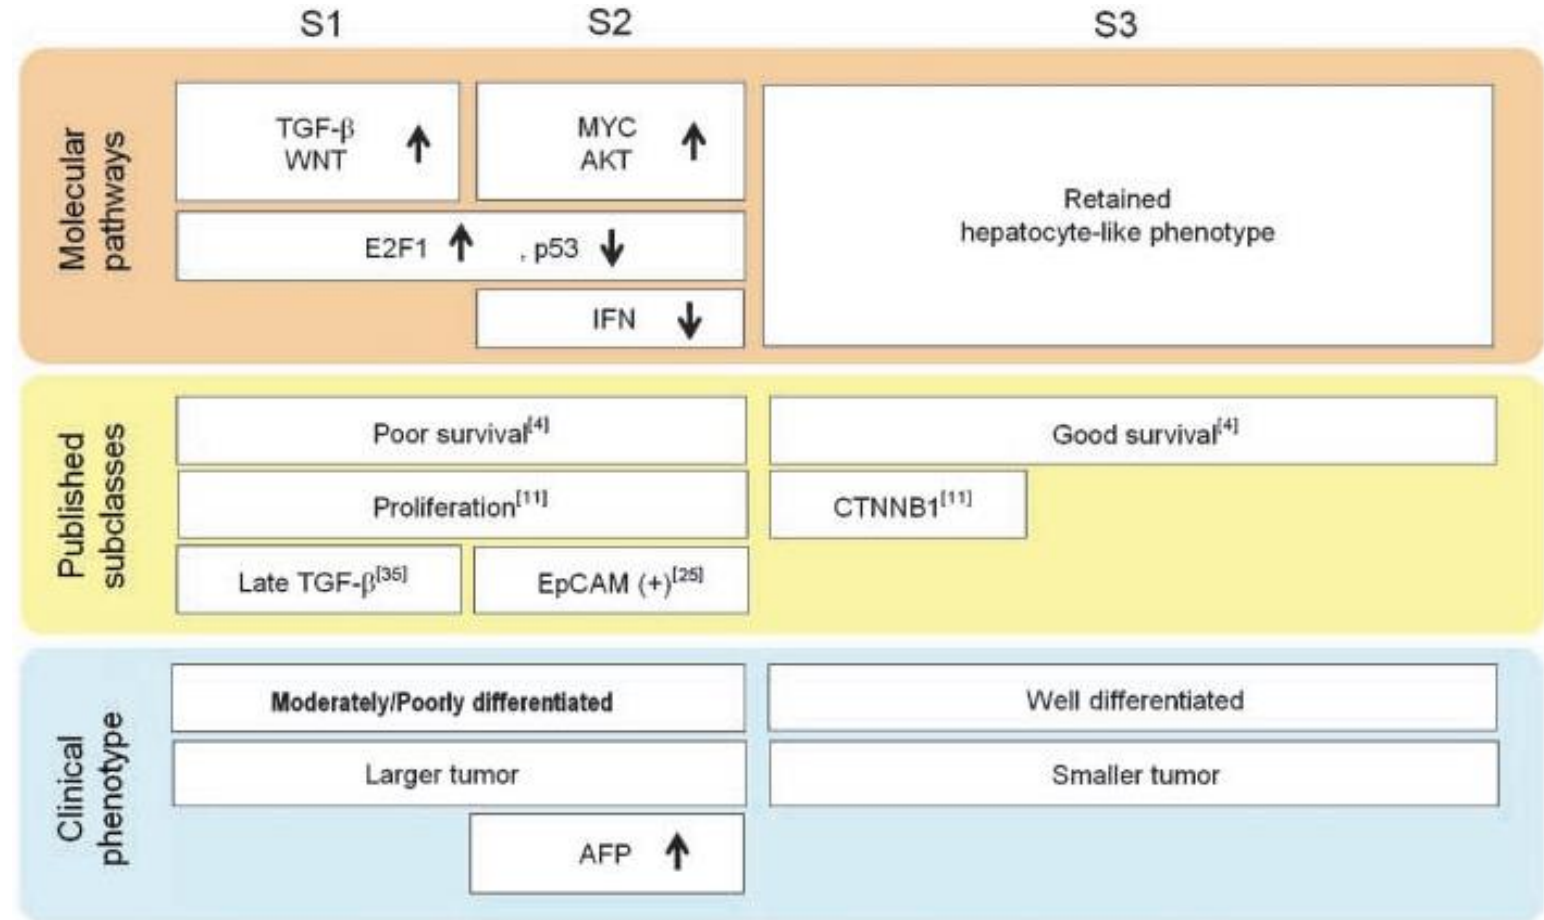 S1 S2 S3
Molecular
pathways
TGF-β
WNT
MYC
AKT
E2F1 , p53
IFN
Retained
hepatocyte-like phenotype
Published
subclasses
Poor survival[4]
Good survival[4]
Proliferation[11]
CTNNB1[11]
Late TGF-β[35]
EpCAM (+)[25]
Clinical
phenotype
Moderately/Poorly differentiated
Well differentiated
Larger tumor
Smaller tumor
AFP